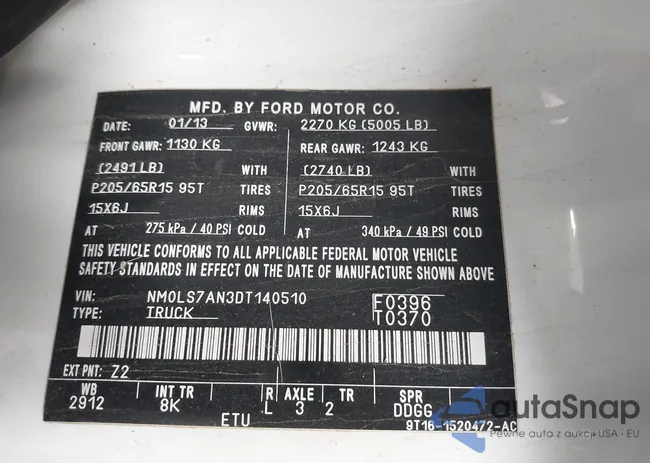 MFD. BY FORD MOTOR CO.
DATE: 01/13 GVWR: 2270 KG (5005 LB)
FRONT GAWR: 1130 KG REAR GAWR: 1243 KG
(2491 LB) WITH (2740 LB) WITH
P205/65R15 95T TIRES P205/65R15 95T TIRES
15X6J RIMS 15X6J RIMS
AT 275 kPa / 40 PSI COLD AT 340 kPa / 49 PSI COLD
THIS VEHICLE CONFORMS TO ALL APPLICABLE FEDERAL MOTOR VEHICLE
SAFETY STANDARDS IN EFFECT ON THE DATE OF MANUFACTURE SHOWN ABOVE
VIN: NM0LS7AN3DT140510 F0396
TYPE: TRUCK T0370
EXT PNT: Z2
WB INT TR R AXLE TR SPR
2912 8K L 3 2 DDGG
ETU 9T16-1520472-AC
autaSnap
Pewne auta z aukcji USA i EU